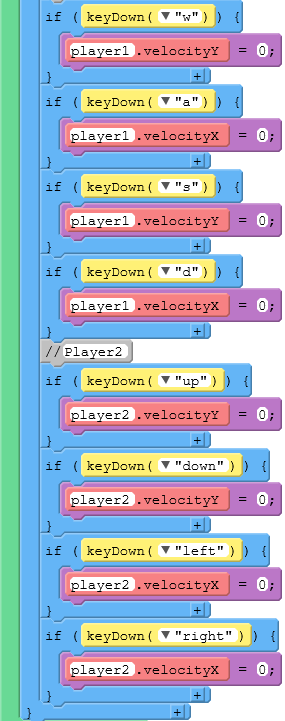 if ( keyDown( ▼ "w" ) ) {
player1 .velocityY = 0;
} +
if ( keyDown( ▼ "a" ) ) {
player1 .velocityX = 0;
} +
if ( keyDown( ▼ "s" ) ) {
player1 .velocityY = 0;
} +
if ( keyDown( ▼ "d" ) ) {
player1 .velocityX = 0;
} +
// Player2
if ( keyDown( ▼ "up" ) ) {
player2 .velocityY = 0;
} +
if ( keyDown( ▼ "down" ) ) {
player2 .velocityY = 0;
} +
if ( keyDown( ▼ "left" ) ) {
player2 .velocityX = 0;
} +
if ( keyDown( ▼ "right" ) ) {
player2 .velocityX = 0;
} +
} +